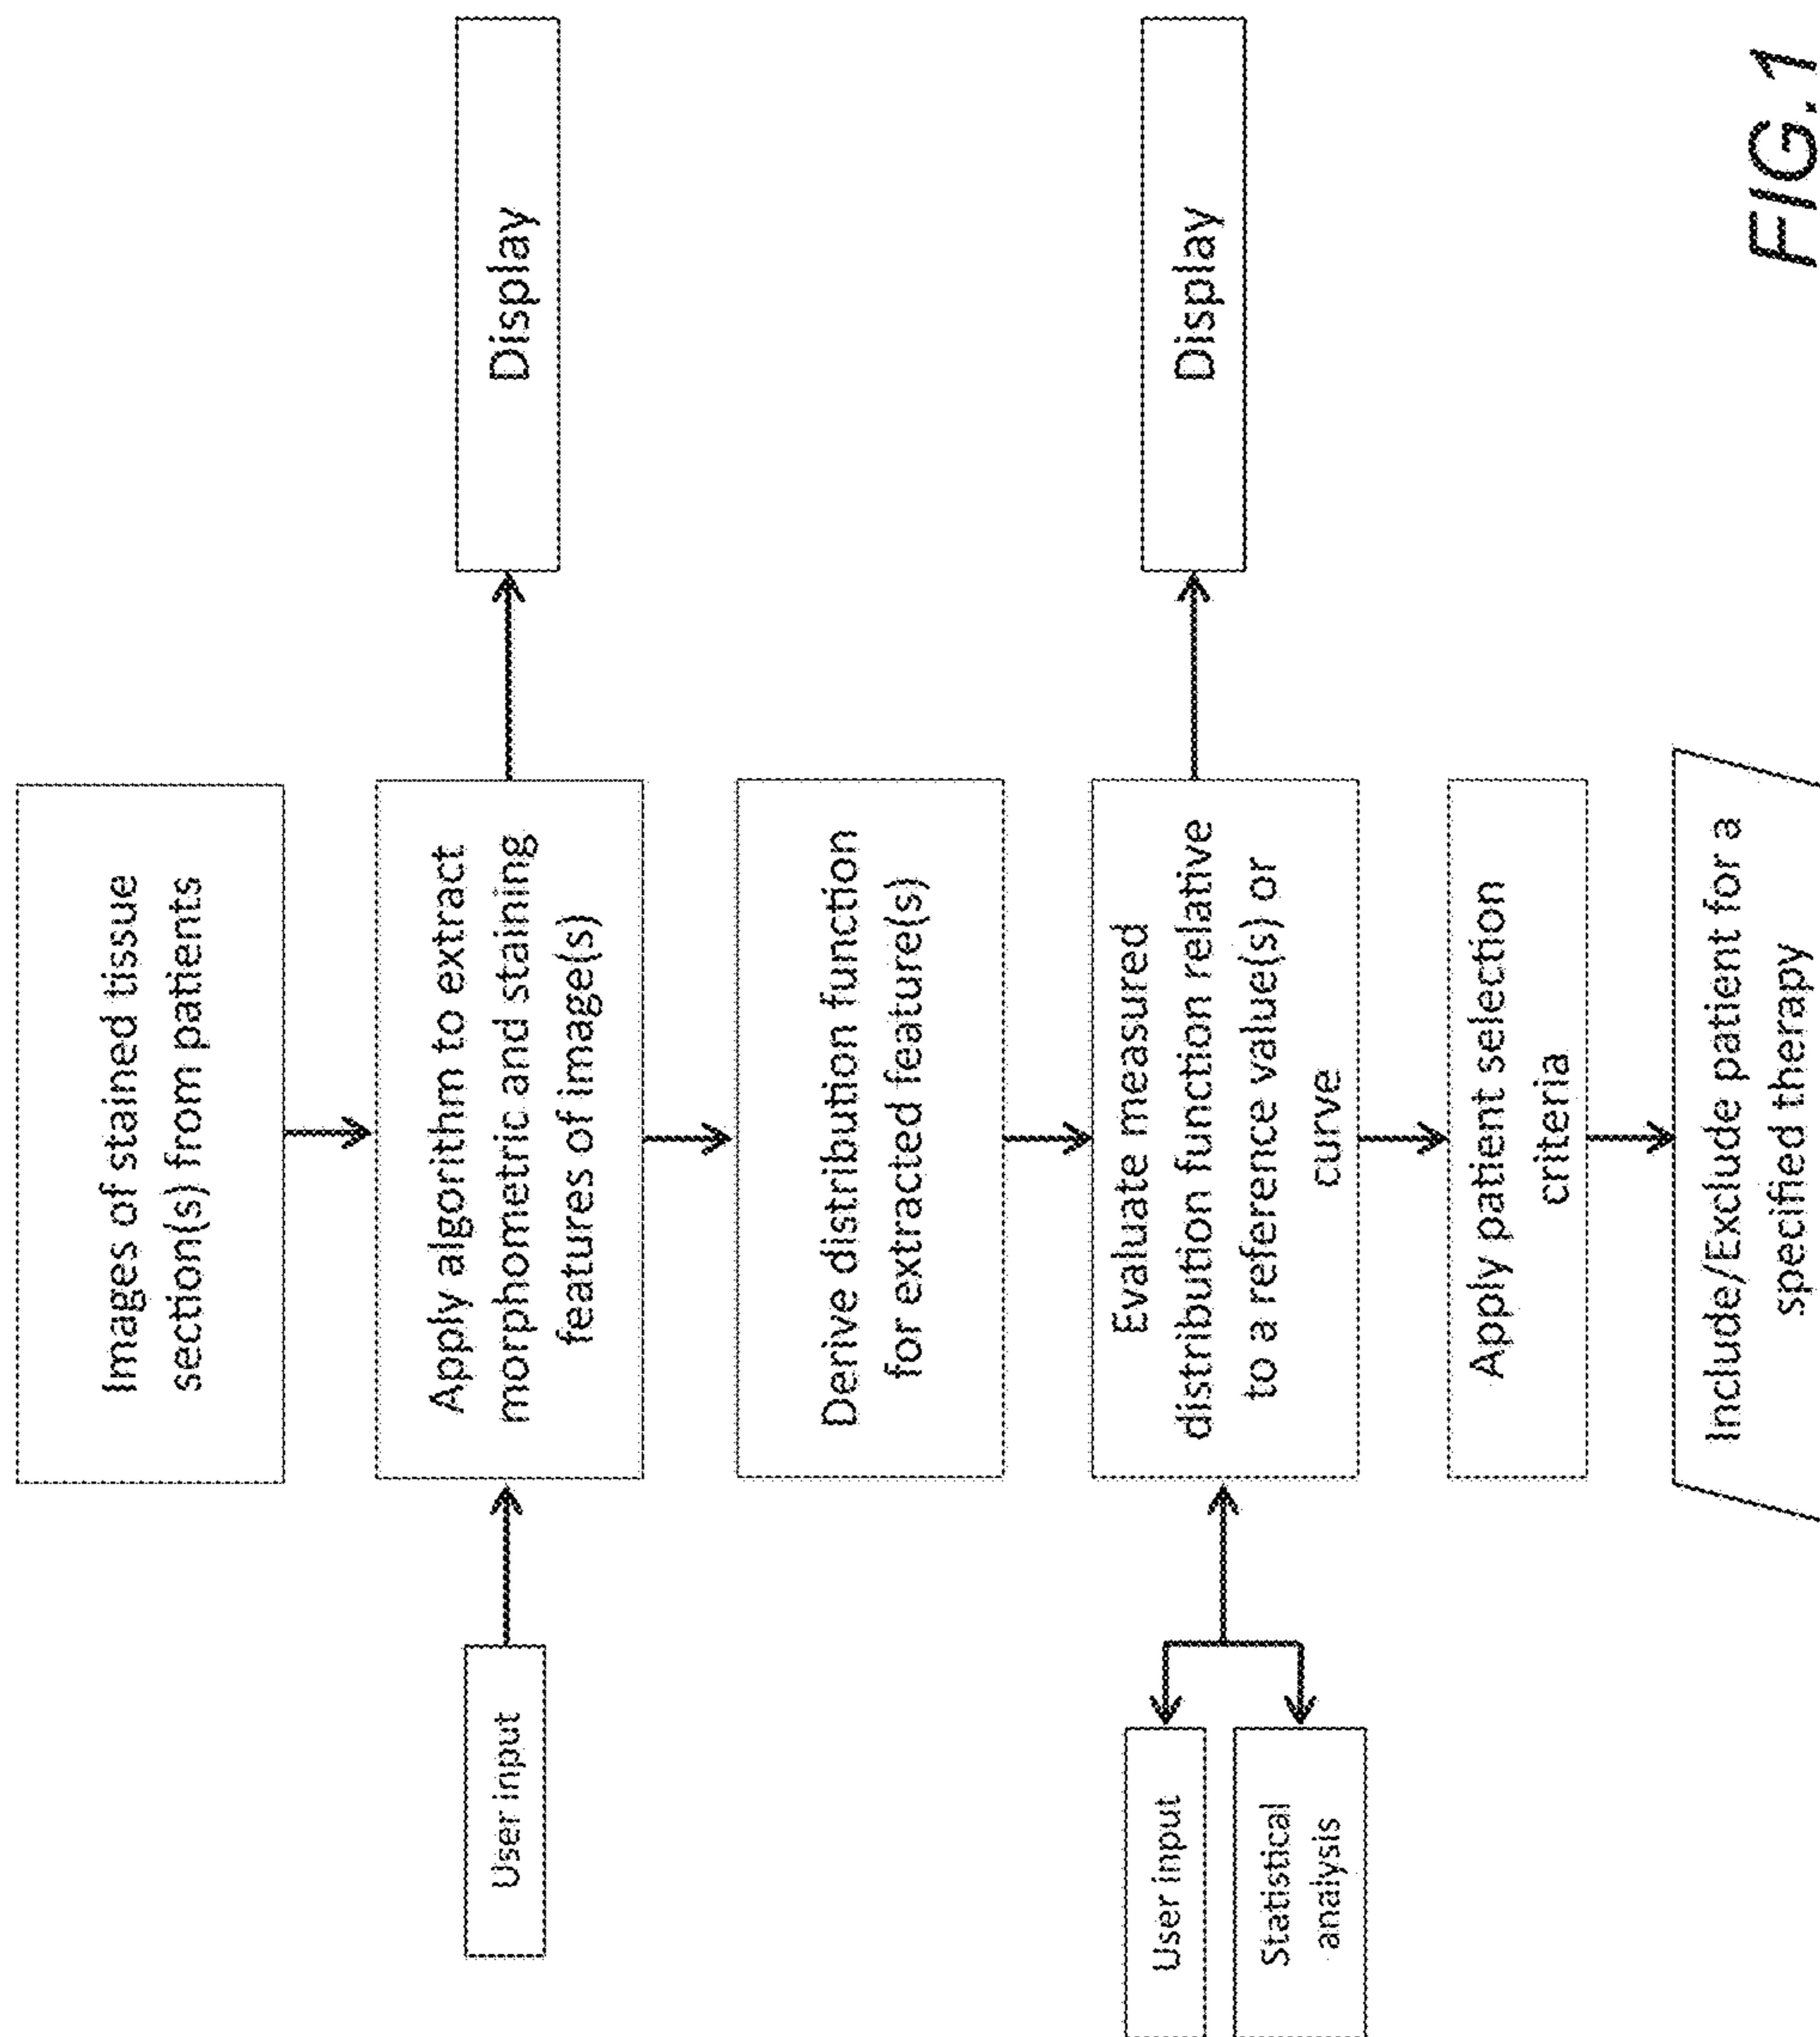 Images of stained tissue
section(s) from patients
User input
Apply algorithm to extract
morphometric and staining
features of image(s)
Display
Derive distribution function
for extracted feature(s)
User input
Statistical
analysis
Evaluate measured
distribution function relative
to a reference value(s) or
curve
Display
Apply patient selection
criteria
Include/Exclude patient for a
specified therapy
FIG.1